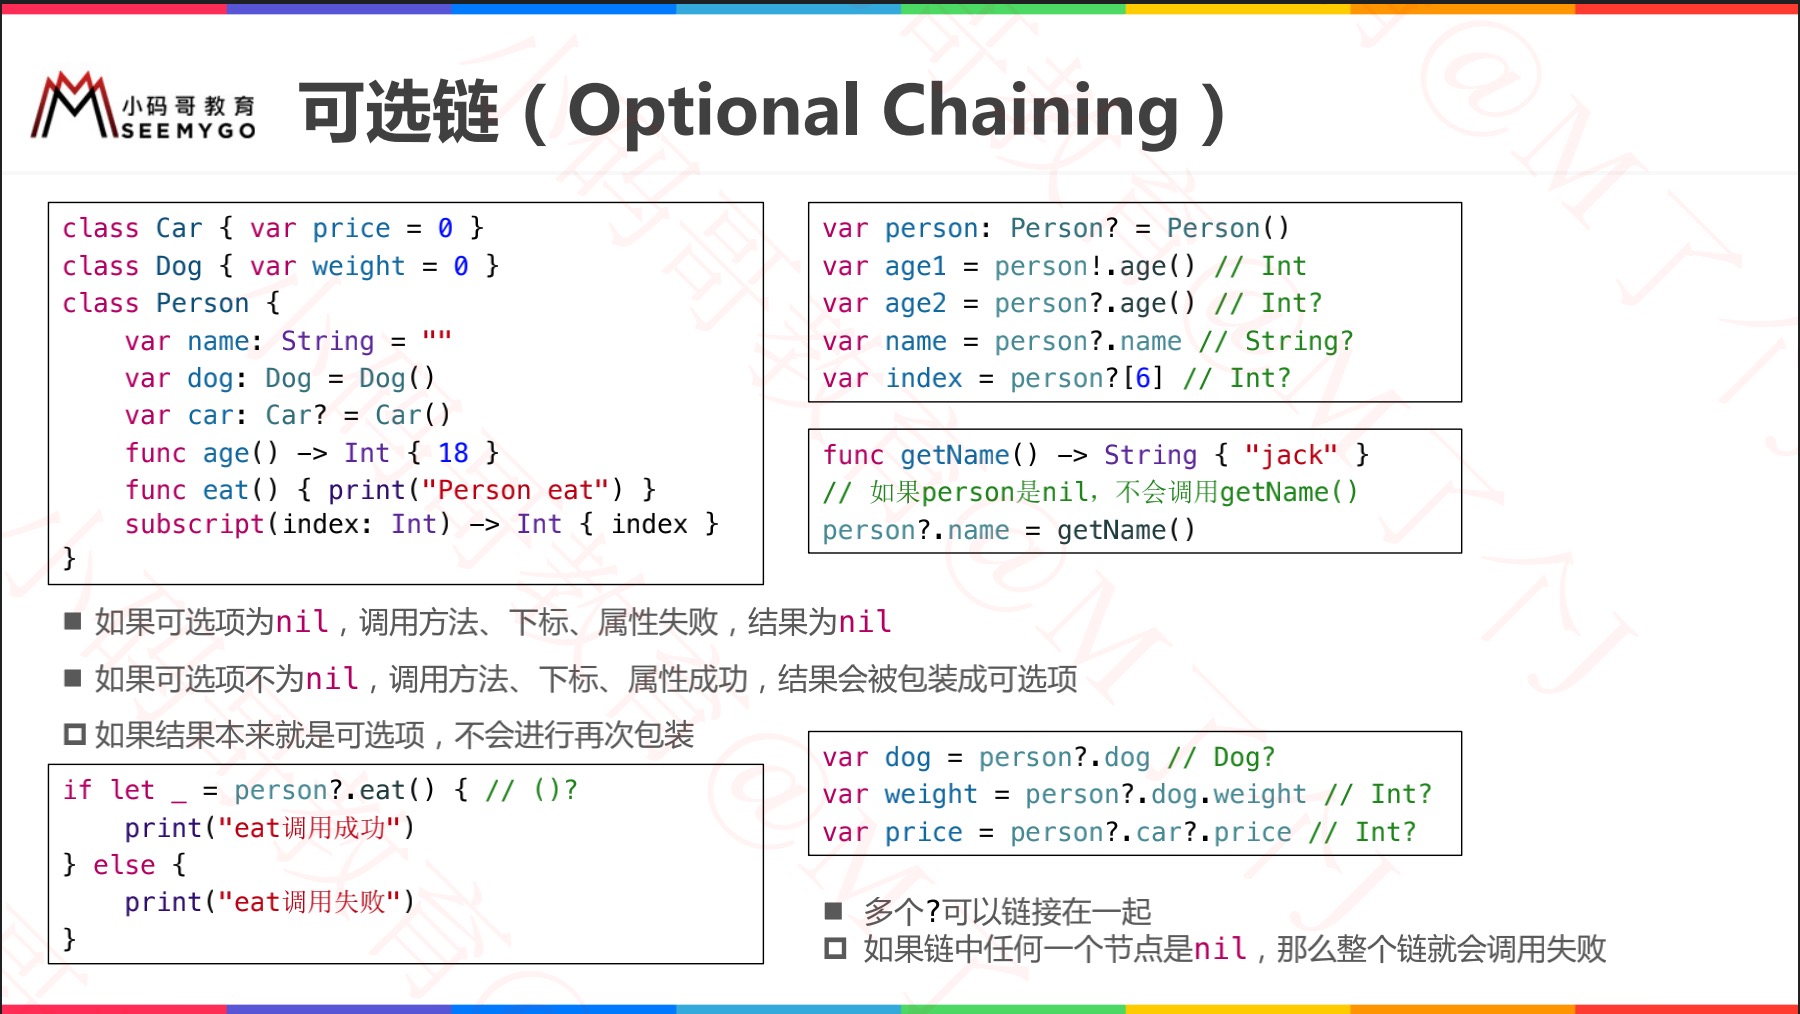 小码哥教育
SEEMYGO
可选链（Optional Chaining）
class Car { var price = 0 }
class Dog { var weight = 0 }
class Person {
    var name: String = ""
    var dog: Dog = Dog()
    var car: Car? = Car()
    func age() -> Int { 18 }
    func eat() { print("Person eat") }
    subscript(index: Int) -> Int { index }
}
var person: Person? = Person()
var age1 = person!.age() // Int
var age2 = person?.age() // Int?
var name = person?.name // String?
var index = person?[6] // Int?
func getName() -> String { "jack" }
// 如果person是nil，不会调用getName()
person?.name = getName()
■ 如果可选项为nil，调用方法、下标、属性失败，结果为nil
■ 如果可选项不为nil，调用方法、下标、属性成功，结果会被包装成可选项
□ 如果结果本来就是可选项，不会进行再次包装
if let _ = person?.eat() { // ()?
    print("eat调用成功")
} else {
    print("eat调用失败")
}
var dog = person?.dog // Dog?
var weight = person?.dog.weight // Int?
var price = person?.car?.price // Int?
■ 多个?可以链接在一起
□ 如果链中任何一个节点是nil，那么整个链就会调用失败